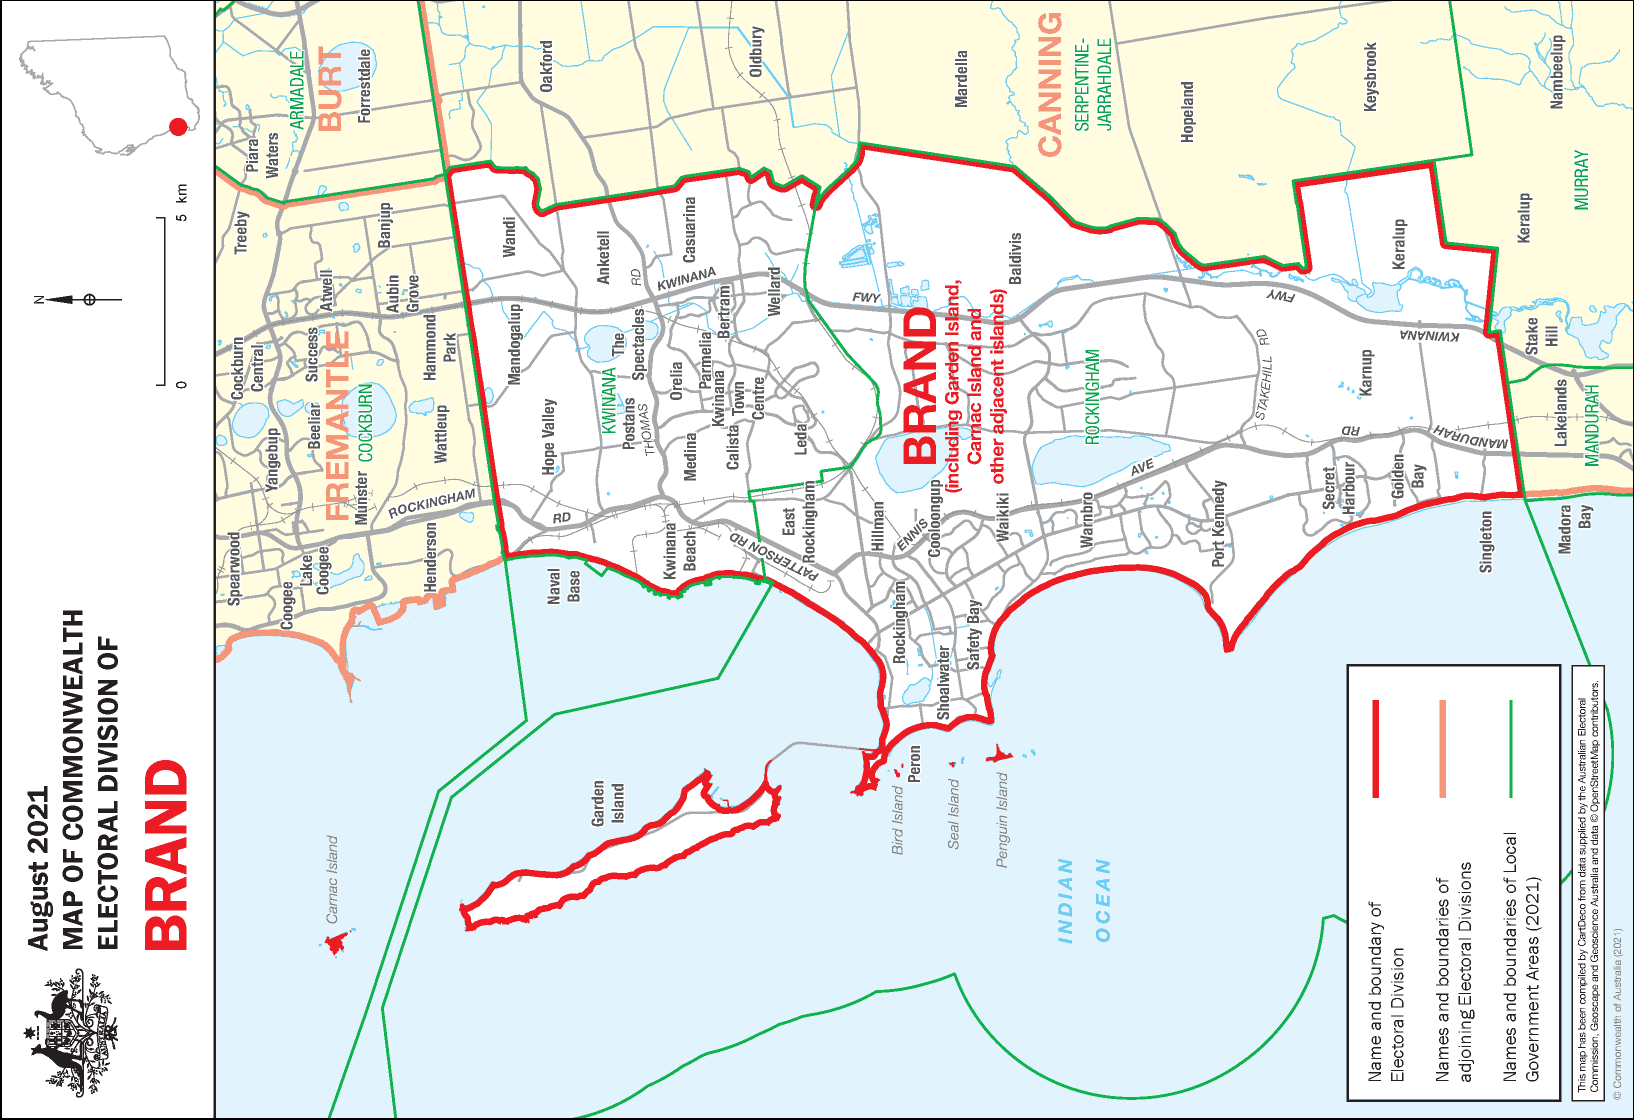 August 2021
MAP OF COMMONWEALTH
ELECTORAL DIVISION OF
BRAND
N
0
5 km
Carnac Island
Garden
Island
Bird Island
Seal Island
Penguin Island
Peron
INDIAN
OCEAN
Spearwood
Coogee
Lake
Coogee
Henderson
Munster
Yangebup
Beeliar
Wattleup
Cockburn
Central
Success
Hammond
Park
Atwell
Aubin
Grove
Treeby
Banjup
Piara
Waters
Forrestdale
FREMANTLE
COCKBURN
ROCKINGHAM
RD
ARMADALE
BURT
Oakford
Oldbury
Mardella
CANNING
SERPENTINE-
JARRAHDALE
Hopeland
Keysbrook
Nambeelup
MURRAY
Keralup
Keralup
Wandi
Anketell
Casuarina
Mandogalup
The
Spectacles
KWINANA
Hope Valley
Postans
THOMAS
RD
KWINANA
FWY
Orelia
Parmelia
Bertram
Wellard
Medina
Calista
Kwinana
Town
Centre
Leda
Naval
Base
Kwinana
Beach
PATTERSON RD
East
Rockingham
Hillman
ENNIS
AVE
Cooloongup
Rockingham
Shoalwater
Safety Bay
Waikiki
Warnbro
Port Kennedy
Baldivis
BRAND
(including Garden Island,
Carnac Island and
other adjacent islands)
ROCKINGHAM
STAKEHILL RD
Karnup
KWINANA
FWY
MANDURAH
RD
Secret
Harbour
Golden
Bay
Singleton
Madora
Bay
Lakelands
MANDURAH
Stake
Hill
Name and boundary of
Electoral Division
Names and boundaries of
adjoining Electoral Divisions
Names and boundaries of Local
Government Areas (2021)
This map has been compiled by CartDeco from data supplied by the Australian Electoral
Commission, Geoscape and Geoscience Australia and data © OpenStreetMap contributors.
© Commonwealth of Australia (2021)